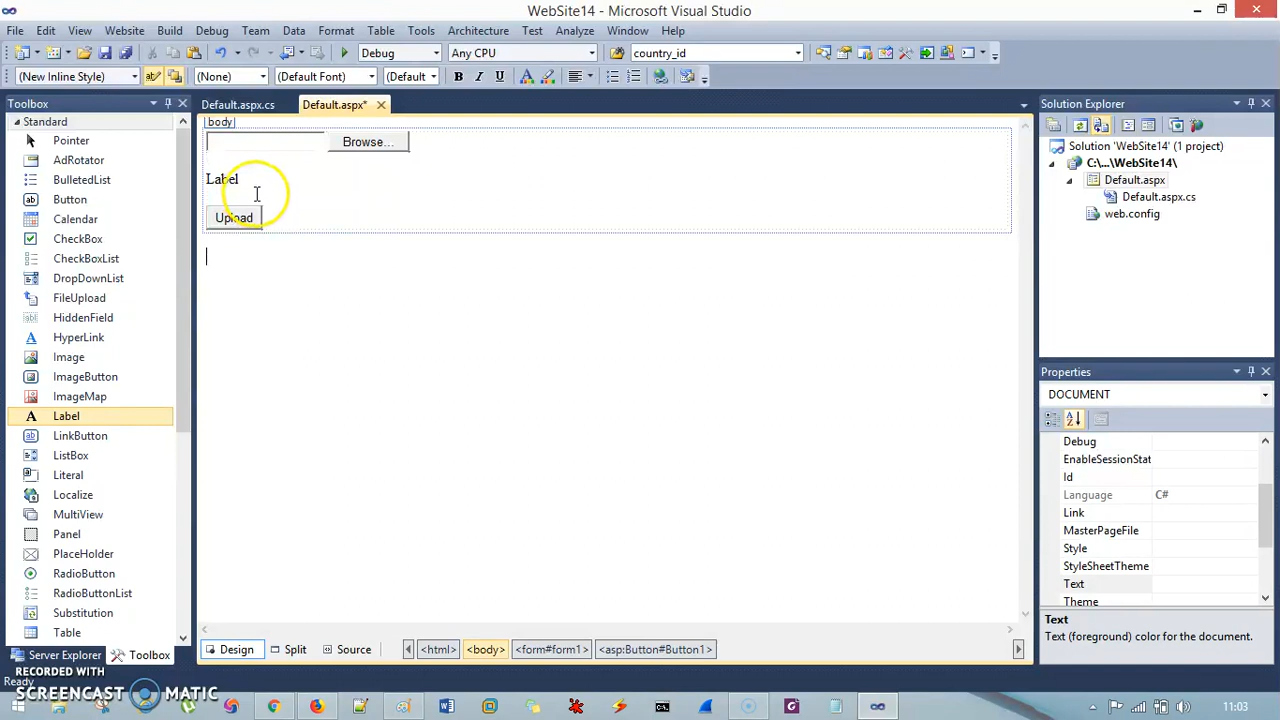 WebSite14 - Microsoft Visual Studio
File Edit View Website Build Debug Team Data Format Table Tools Architecture Test Analyze Window Help
Debug Any CPU country_id
(New Inline Style) (None) (Default Font) (Default B I U A
Toolbox
Standard
Pointer
AdRotator
BulletedList
Button
Calendar
CheckBox
CheckBoxList
DropDownList
FileUpload
HiddenField
HyperLink
Image
ImageButton
ImageMap
Label
LinkButton
ListBox
Literal
Localize
MultiView
Panel
PlaceHolder
RadioButton
RadioButtonList
Substitution
Table
Server Explorer Toolbox
Default.aspx.cs Default.aspx*
body
Browse...
Label
Upload
Design Split Source <html> <body> <form#form1> <asp:Button#Button1>
Solution Explorer
Solution 'WebSite14' (1 project)
C:\...\WebSite14\
Default.aspx
Default.aspx.cs
web.config
Properties
DOCUMENT
Debug
EnableSessionStat
Id
Language C#
Link
MasterPageFile
Style
StyleSheetTheme
Text
Theme
Text
Text (foreground) color for the document.
Ready
RECORDED WITH
SCREENCAST MATIC
11:03